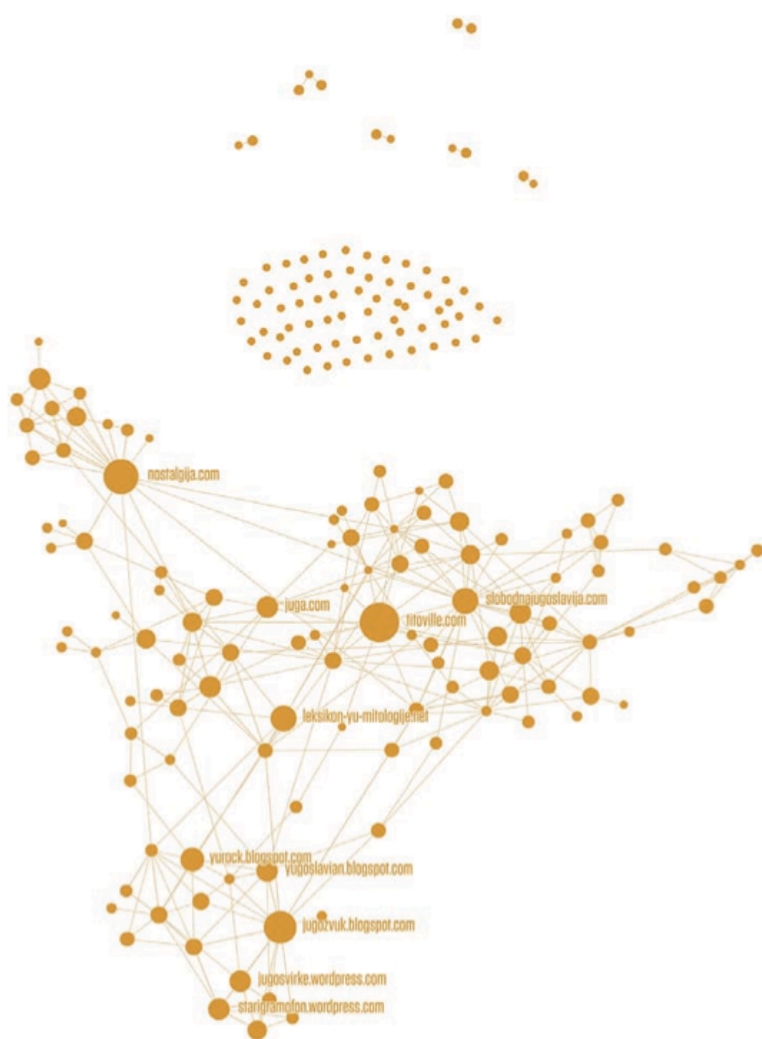 nostalgija.com
slobodnajugoslavija.com
juga.com
titoville.com
leksikon-yu-mitologije.net
yurock.blogspot.com
yugoslavian.blogspot.com
jugozvuk.blogspot.com
jugosvirke.wordpress.com
starigramofon.wordpress.com